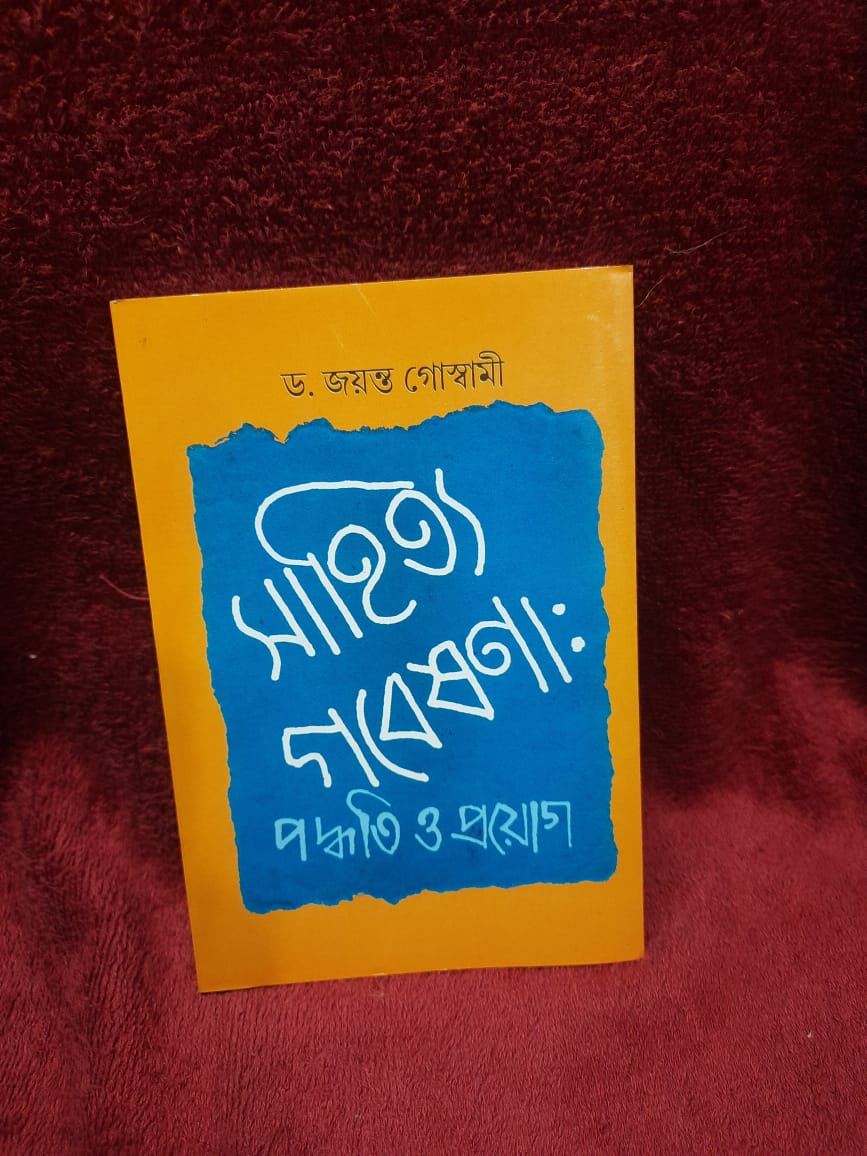 ড. জয়ন্ত গোস্বামী
সাহিত্য
গবেষণা:
পদ্ধতি ও প্রয়োগ